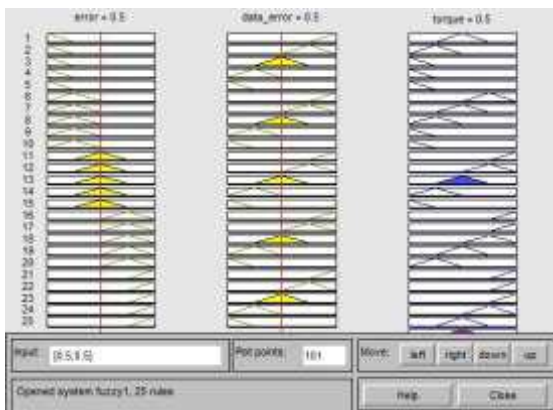 error = 0.5
data_error = 0.5
torque = 0.5
1
2
3
4
5
6
7
8
9
10
11
12
13
14
15
16
17
18
19
20
21
22
23
24
25
Input:
[0.5;0.5]
Plot points:
101
Move:
left
right
down
up
Opened system fuzzy1, 25 rules
Help
Close